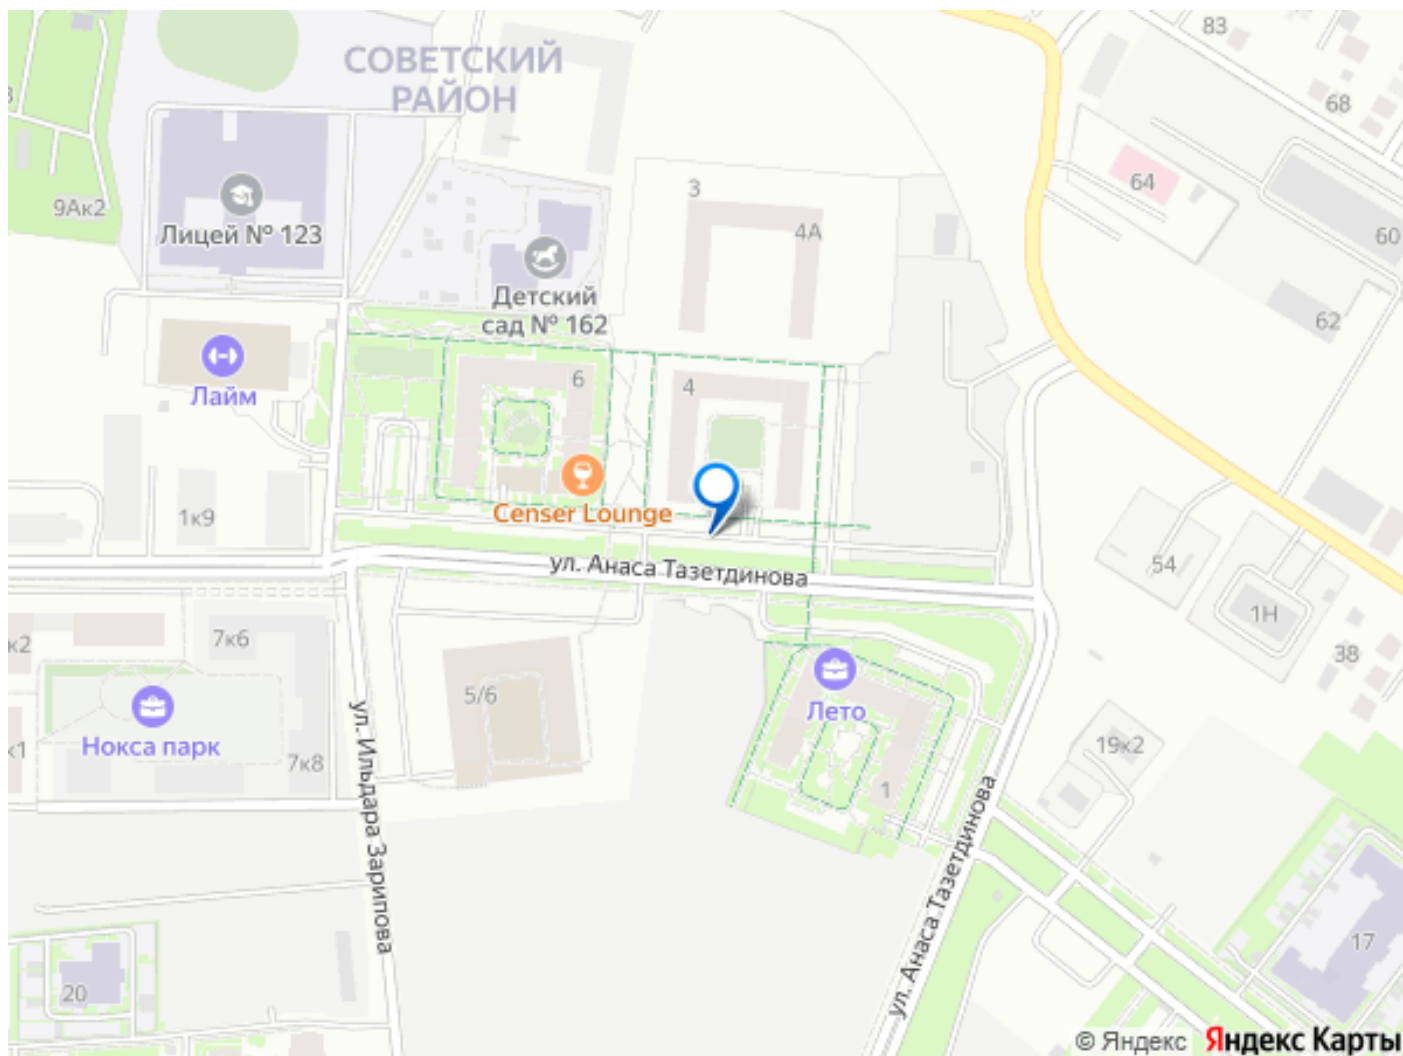 83
СОВЕТСКИЙ
РАЙОН
68
9Ак2
Лицей № 123
3
4А
64
60
Детский
сад № 162
62
Лайм
6
4
1к9
Censer Lounge
ул. Анаса Тазетдинова
54
1Н
7к6
к2
38
5/6
Лето
Нокса парк
к1
7к8
19к2
1
ул. Ильдара Зарипова
ул. Анаса Тазетдинова
17
20
© Яндекс Яндекс Карты